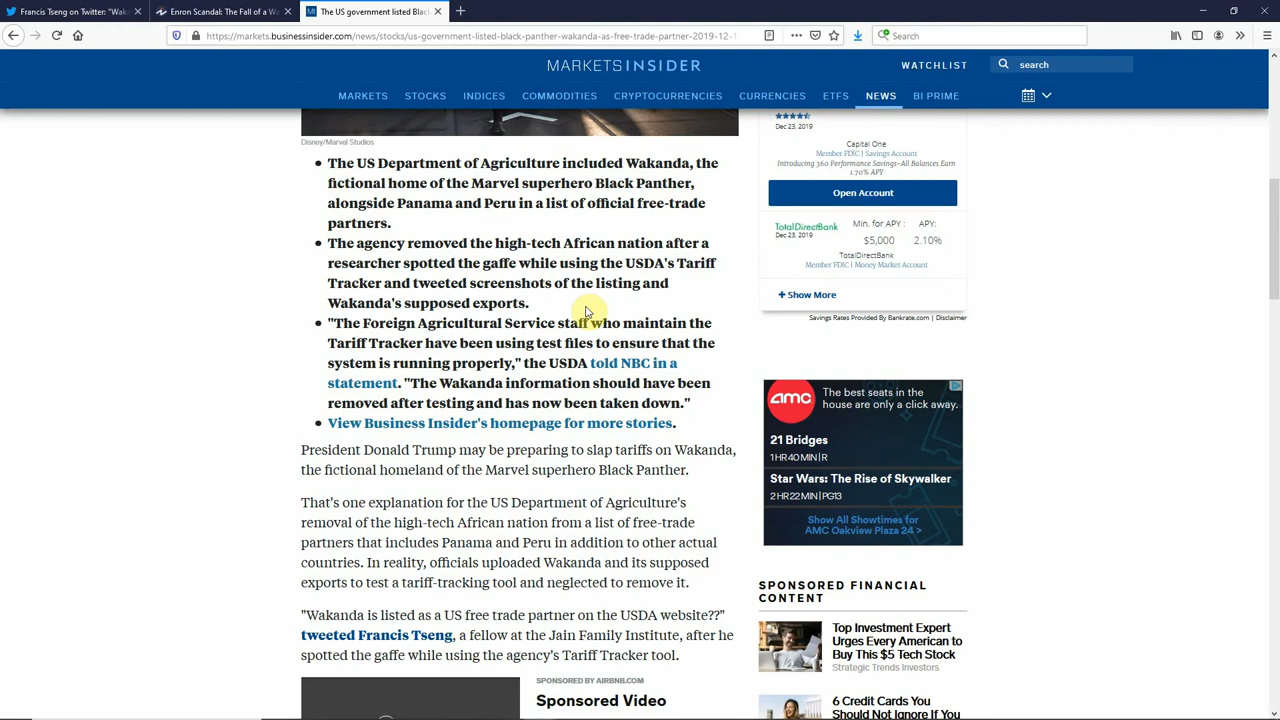 Francis Tseng on Twitter: "Wak
Enron Scandal: The Fall of a W
The US government listed Blac
https://markets.businessinsider.com/news/stocks/us-government-listed-black-panther-wakanda-as-free-trade-partner-2019-12-
Search
MARKETS INSIDER
WATCHLIST
search
MARKETS STOCKS INDICES COMMODITIES CRYPTOCURRENCIES CURRENCIES ETFS NEWS BI PRIME
Disney/Marvel Studios
The US Department of Agriculture included Wakanda, the
fictional home of the Marvel superhero Black Panther,
alongside Panama and Peru in a list of official free-trade
partners.
The agency removed the high-tech African nation after a
researcher spotted the gaffe while using the USDA's Tariff
Tracker and tweeted screenshots of the listing and
Wakanda's supposed exports.
"The Foreign Agricultural Service staff who maintain the
Tariff Tracker have been using test files to ensure that the
system is running properly," the USDA told NBC in a
statement. "The Wakanda information should have been
removed after testing and has now been taken down."
View Business Insider's homepage for more stories.
President Donald Trump may be preparing to slap tariffs on Wakanda,
the fictional homeland of the Marvel superhero Black Panther.
That's one explanation for the US Department of Agriculture's
removal of the high-tech African nation from a list of free-trade
partners that includes Panama and Peru in addition to other actual
countries. In reality, officials uploaded Wakanda and its supposed
exports to test a tariff-tracking tool and neglected to remove it.
"Wakanda is listed as a US free trade partner on the USDA website??"
tweeted Francis Tseng, a fellow at the Jain Family Institute, after he
spotted the gaffe while using the agency's Tariff Tracker tool.
SPONSORED BY AIRBNB.COM
Sponsored Video
Dec 23, 2019
Capital One
Member FDIC | Savings Account
Introducing 360 Performance Savings–All Balances Earn
1.70% APY
Open Account
TotalDirectBank
Dec 23, 2019
Min. for APY : APY:
$5,000 2.10%
TotalDirectBank
Member FDIC | Money Market Account
+ Show More
Savings Rates Provided By Bankrate.com | Disclaimer
amc
The best seats in the
house are only a click away.
21 Bridges
1 HR 40 MIN | R
Star Wars: The Rise of Skywalker
2 HR 22 MIN | PG13
Show All Showtimes for
AMC Oakview Plaza 24 >
SPONSORED FINANCIAL
CONTENT
Top Investment Expert
Urges Every American to
Buy This $5 Tech Stock
Strategic Trends Investors
6 Credit Cards You
Should Not Ignore If You